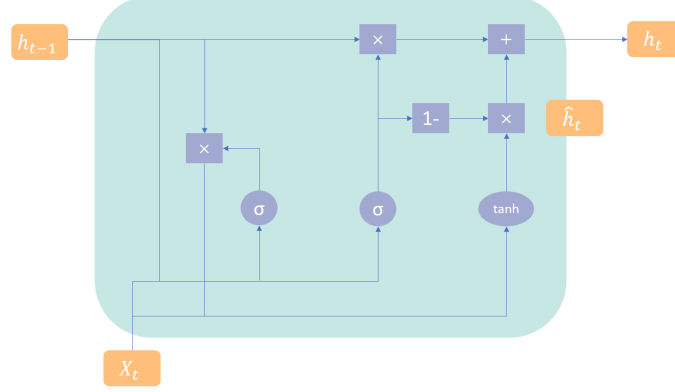 h_{t-1}
×
+
h_t
1-
×
ĥ_t
×
σ
σ
tanh
X_t